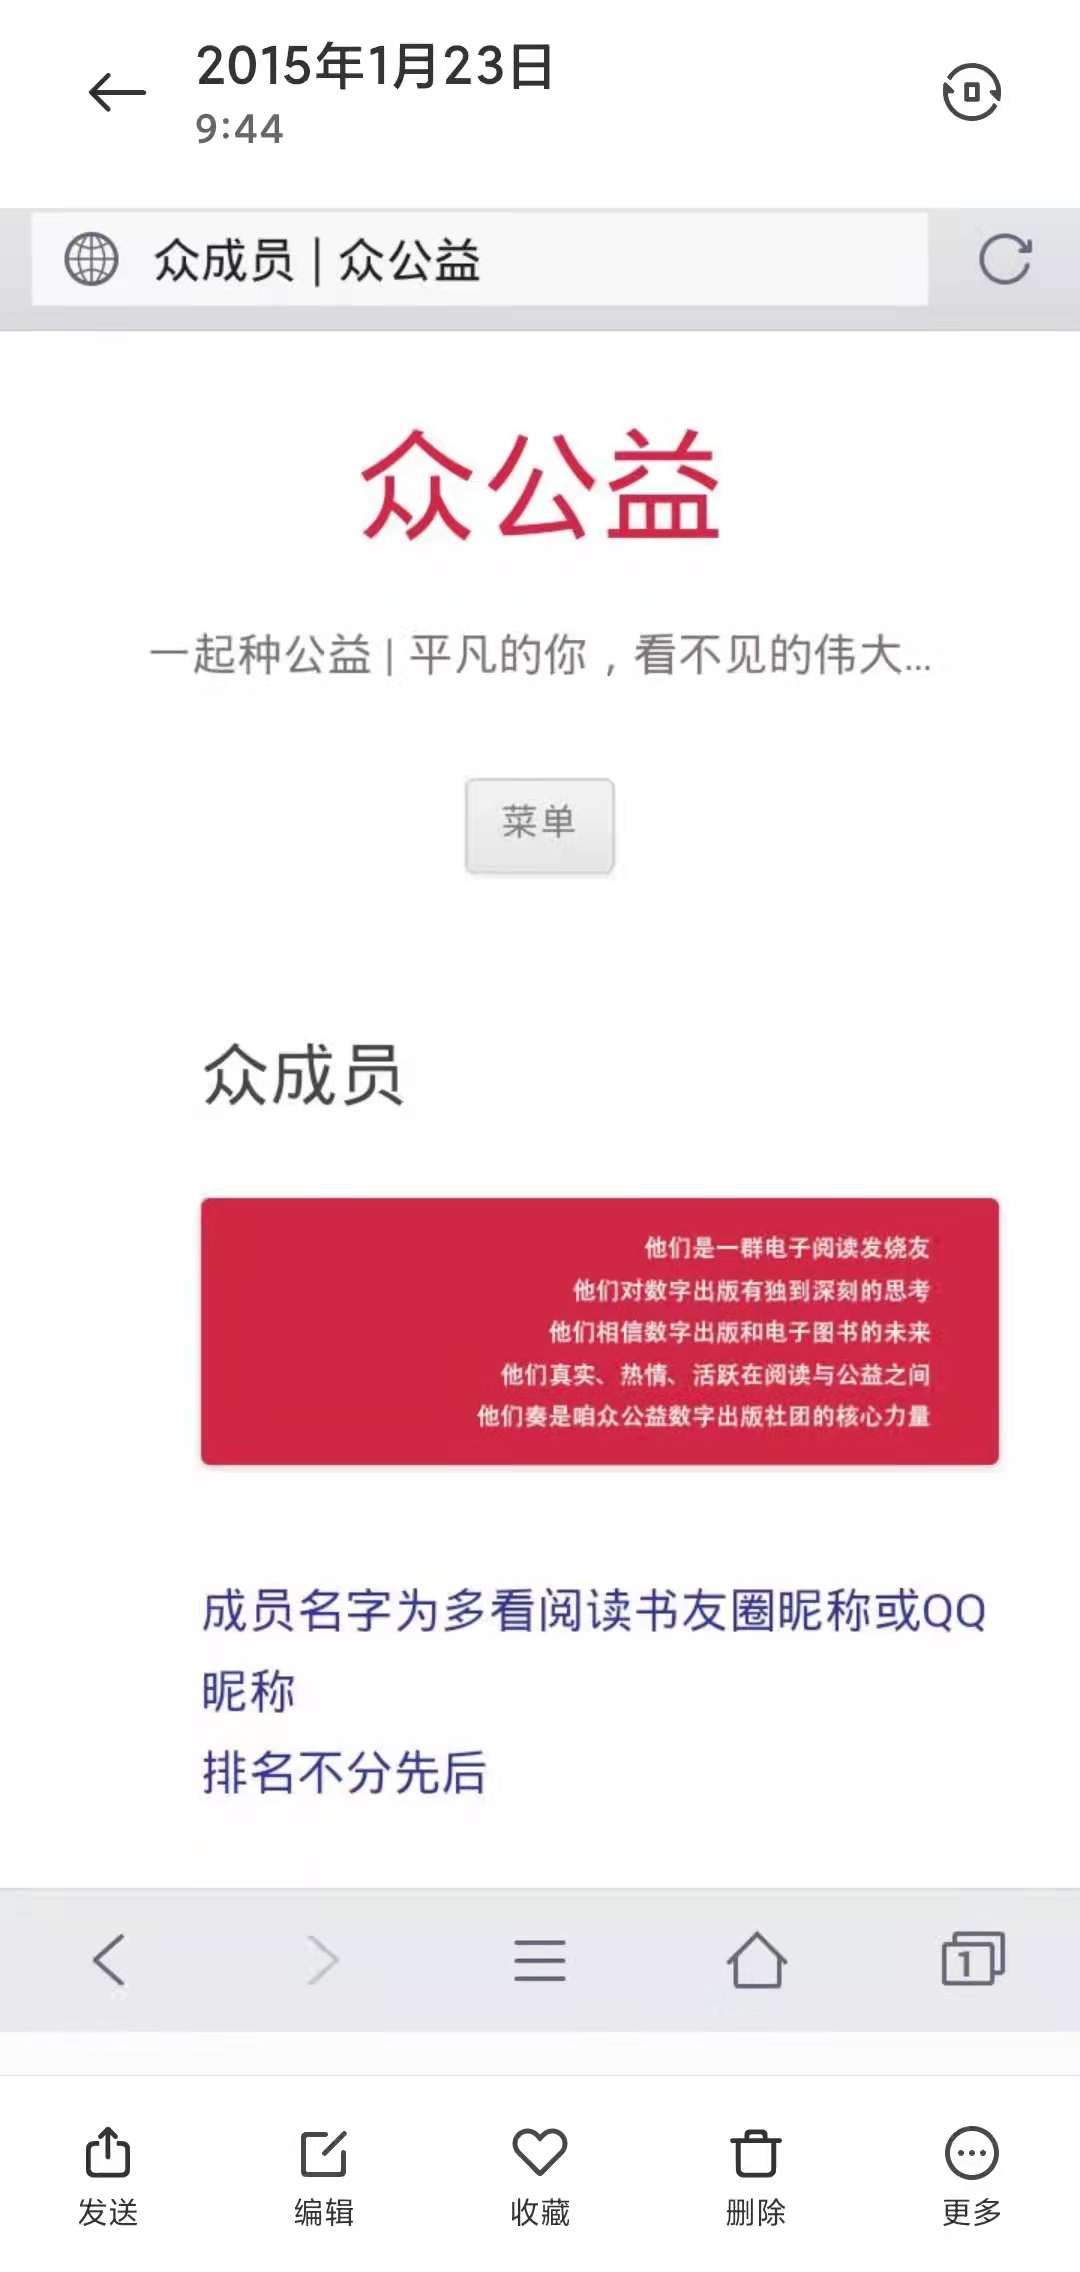 2015年1月23日
9:44
众成员 | 众公益
众公益
一起种公益 | 平凡的你，看不见的伟大...
菜单
众成员
他们是一群电子阅读发烧友
他们对数字出版有独到深刻的思考
他们相信数字出版和电子图书的未来
他们真实、热情、活跃在阅读与公益之间
他们奏是咱众公益数字出版社团的核心力量
成员名字为多看阅读书友圈昵称或QQ
昵称
排名不分先后
1
发送
编辑
收藏
删除
更多